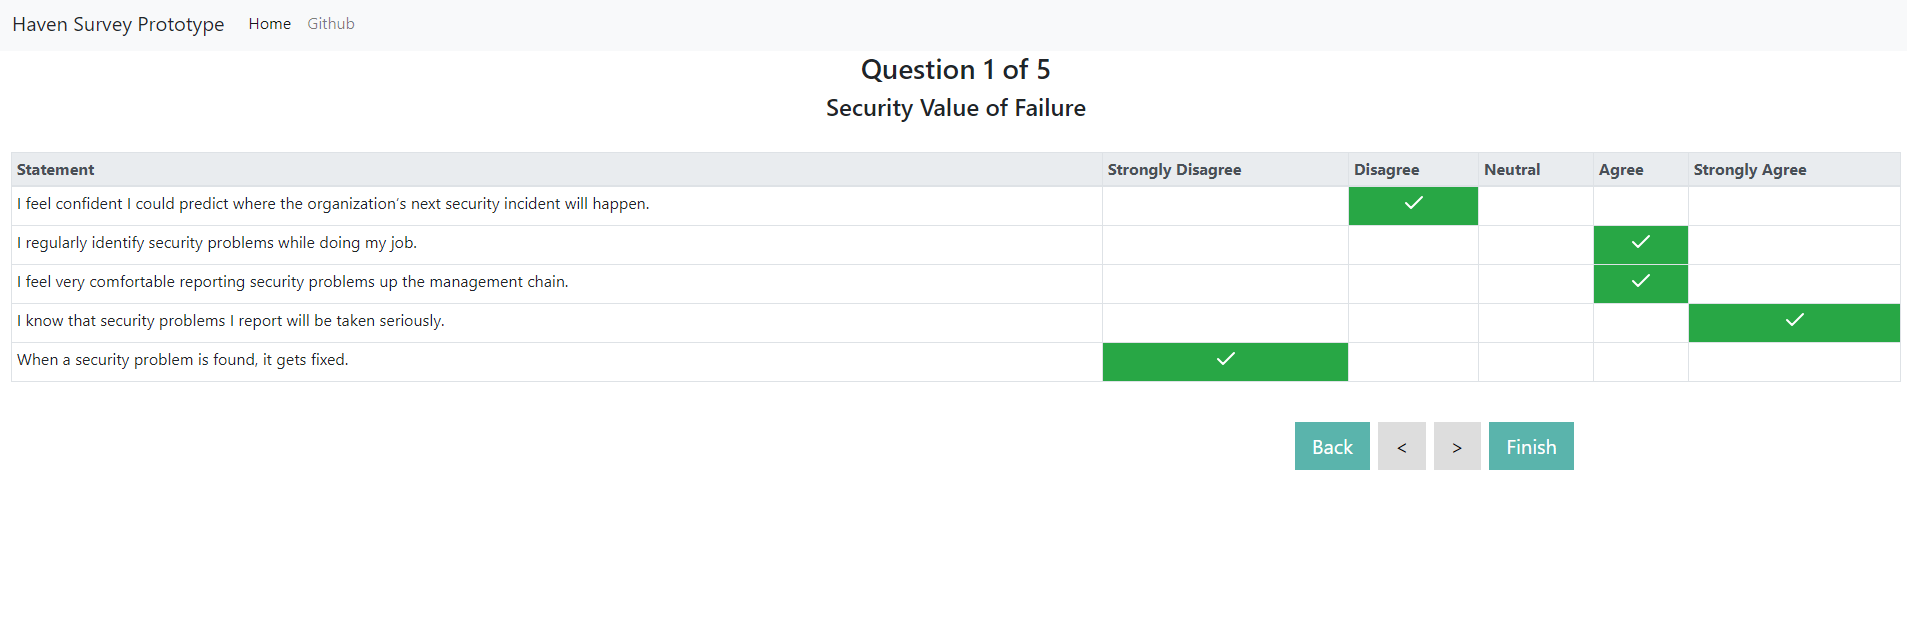 Haven Survey Prototype Home Github
Question 1 of 5
Security Value of Failure
Statement Strongly Disagree Disagree Neutral Agree Strongly Agree
I feel confident I could predict where the organization's next security incident will happen.
I regularly identify security problems while doing my job.
I feel very comfortable reporting security problems up the management chain.
I know that security problems I report will be taken seriously.
When a security problem is found, it gets fixed.
Back < > Finish